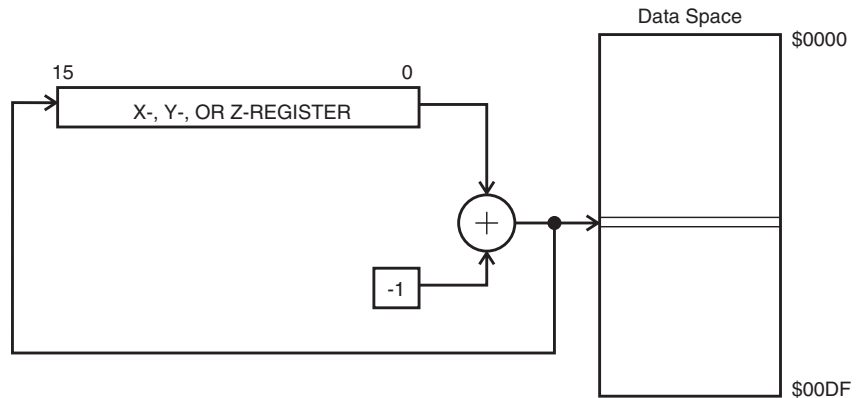 Data Space
$0000
15 0
X-, Y-, OR Z-REGISTER
+
-1
$00DF